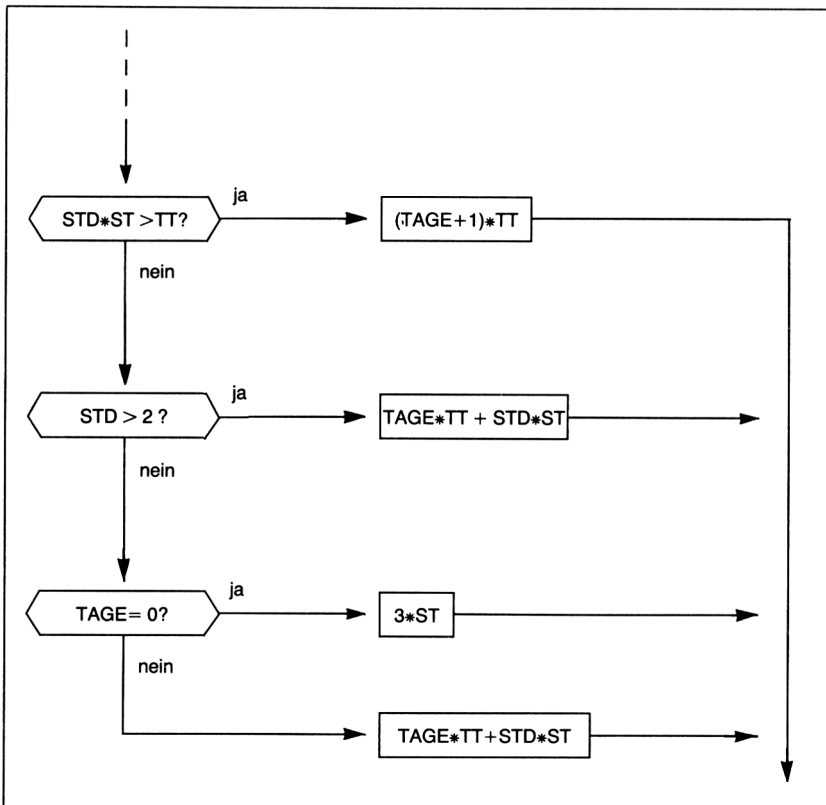 ja
STD*ST >TT?
(TAGE+1)*TT
nein
ja
STD > 2 ?
TAGE*TT + STD*ST
nein
ja
TAGE= 0?
3*ST
nein
TAGE*TT+STD*ST